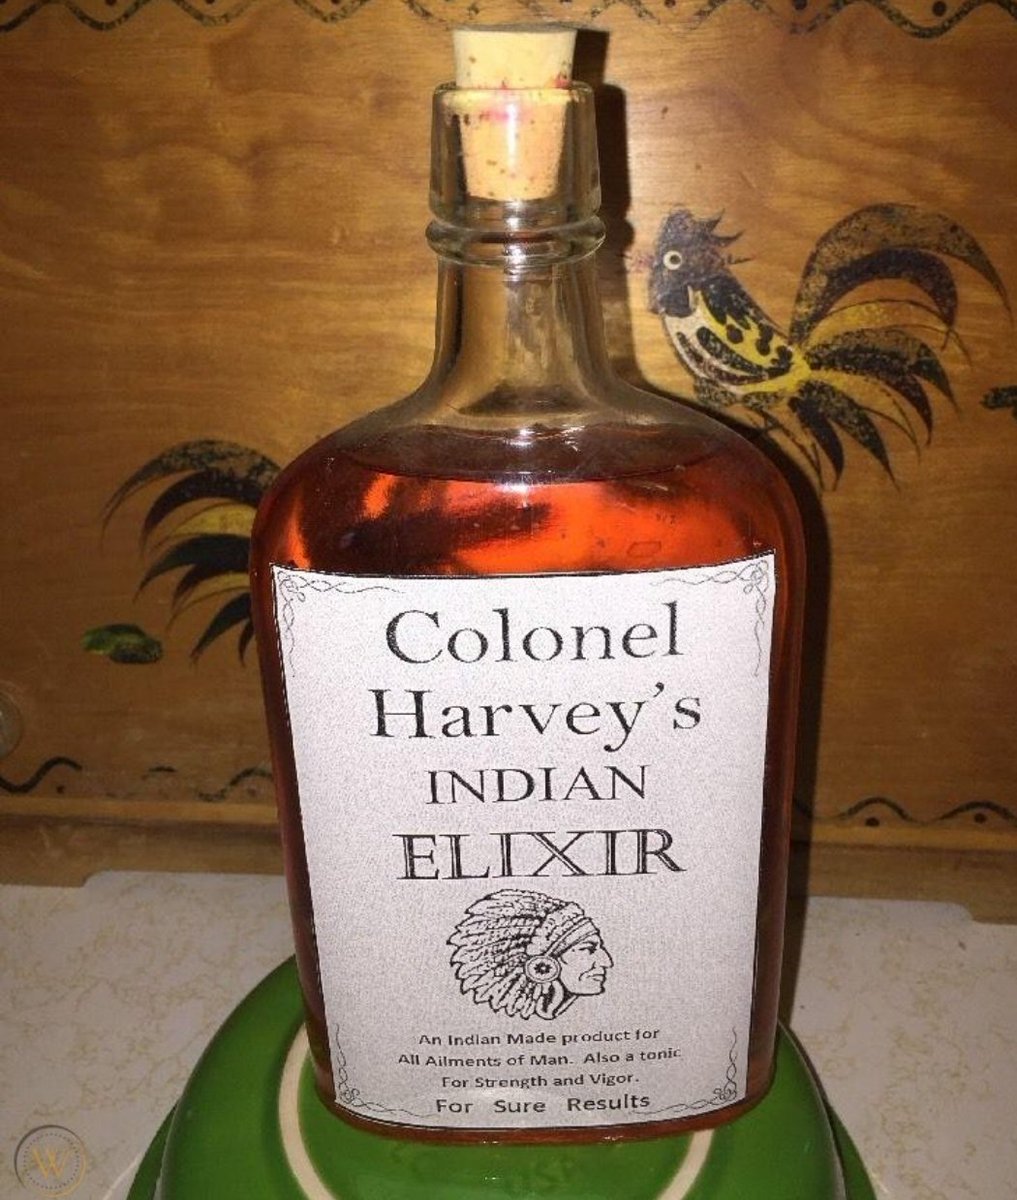 Colonel
Harvey's
INDIAN
ELIXIR
An Indian Made product for
All Ailments of Man. Also a tonic
For Strength and Vigor.
For Sure Results
W